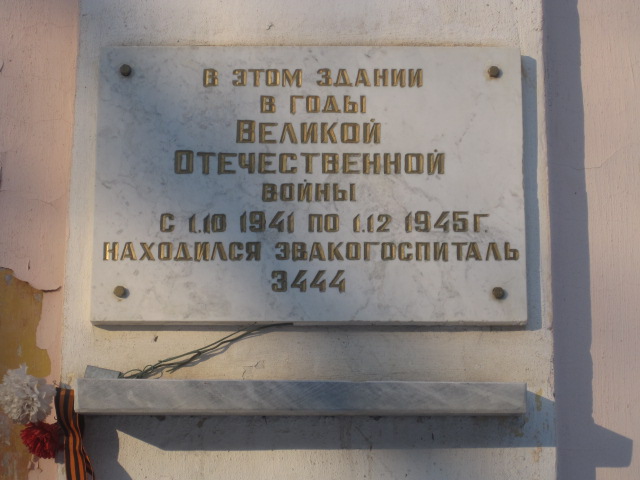 В ЭТОМ ЗДАНИИ
В ГОДЫ
ВЕЛИКОЙ
ОТЕЧЕСТВЕННОЙ
ВОЙНЫ
С 1.10 1941 ПО 1.12 1945 Г.
НАХОДИЛСЯ ЭВАКОГОСПИТАЛЬ
3444